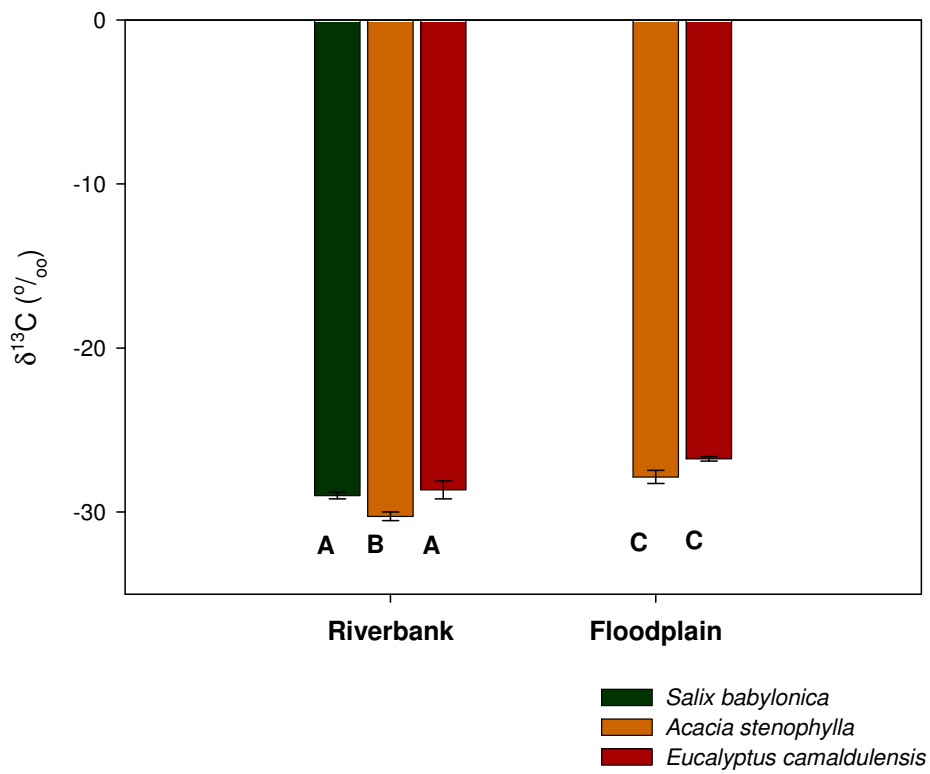 0
-10
-20
-30
δ¹³C (⁰/₀₀)
A B A C C
Riverbank Floodplain
Salix babylonica
Acacia stenophylla
Eucalyptus camaldulensis